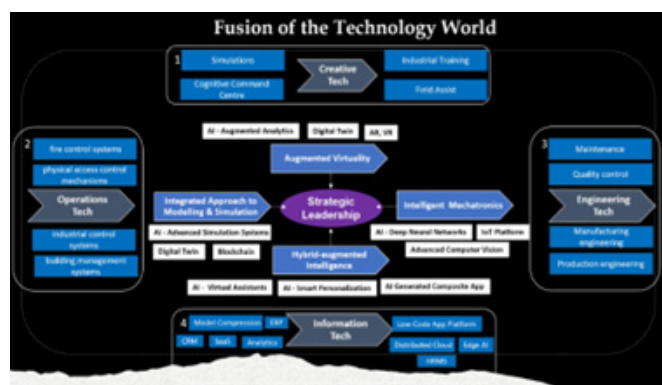 Fusion of the Technology World
1
Simulations
Cognitive Command
Centre
Creative
Tech
Industrial Training
Field Assist
AI - Augmented Analytics
Digital Twin
AR, VR
Augmented Virtuality
2
fire control systems
physical access control
mechanisms
Operations
Tech
industrial control
systems
building management
systems
3
Maintenance
Quality control
Engineering
Tech
Manufacturing
engineering
Production engineering
Integrated Approach to
Modelling & Simulation
Strategic
Leadership
Intelligent Mechatronics
AI - Advanced Simulation Systems
Digital Twin
Blockchain
AI - Deep Neural Networks
IoT Platform
Advanced Computer Vision
Hybrid-augmented
Intelligence
AI - Virtual Assistants
AI - Smart Personalization
AI Generated Composite App
4
Model Compression
ERP
CRM
SaaS
Analytics
Information
Tech
Low-Code App Platform
Distributed Cloud
Edge AI
HRMS